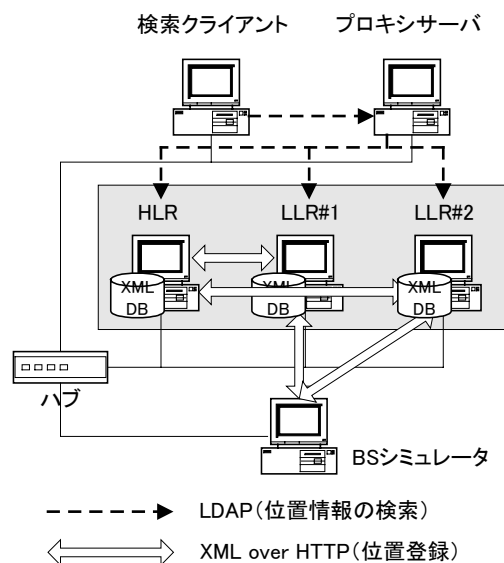 検索クライアント プロキシサーバ
HLR LLR#1 LLR#2
XML XML XML
DB DB DB
ハブ
BSシミュレータ
LDAP(位置情報の検索)
XML over HTTP(位置登録)